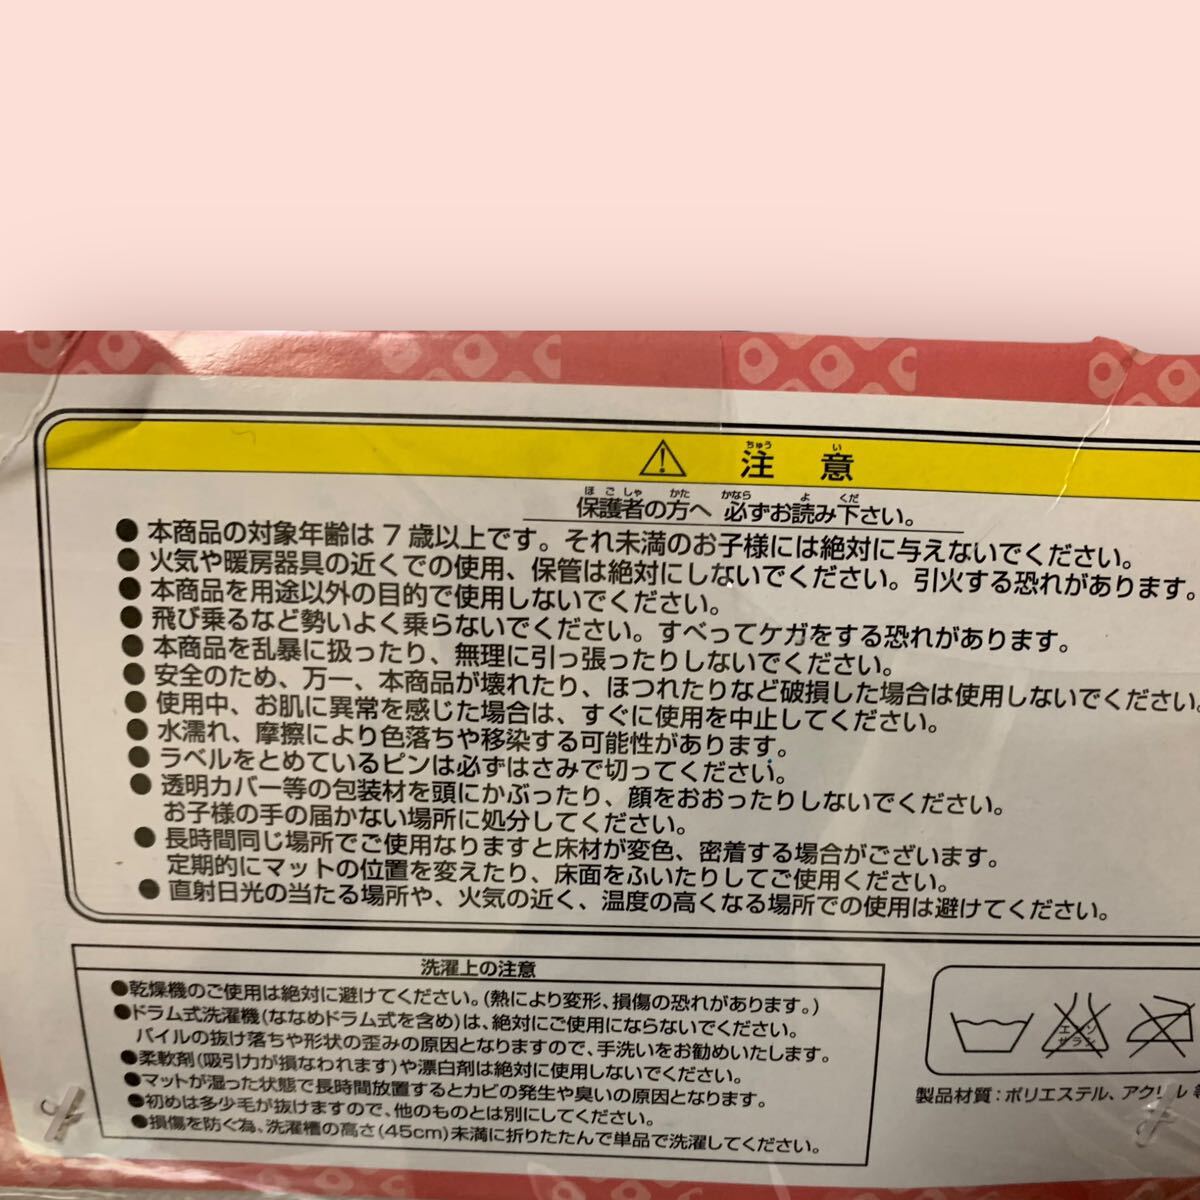 注意
ちゅうい
保護者の方へ 必ずお読み下さい。
ほごしゃ かた かなら よ くだ
●本商品の対象年齢は7歳以上です。それ未満のお子様には絶対に与えないでください。
●火気や暖房器具の近くでの使用、保管は絶対にしないでください。引火する恐れがあります。
●本商品を用途以外の目的で使用しないでください。
●飛び乗るなど勢いよく乗らないでください。すべってケガをする恐れがあります。
●本商品を乱暴に扱ったり、無理に引っ張ったりしないでください。
●安全のため、万一、本商品が壊れたり、ほつれたりなど破損した場合は使用しないでください。
●使用中、お肌に異常を感じた場合は、すぐに使用を中止してください。
●水濡れ、摩擦により色落ちや移染する可能性があります。
●ラベルをとめているピンは必ずはさみで切ってください。
●透明カバー等の包装材を頭にかぶったり、顔をおおったりしないでください。
お子様の手の届かない場所に処分してください。
●長時間同じ場所でご使用なりますと床材が変色、密着する場合がございます。
定期的にマットの位置を変えたり、床面をふいたりしてご使用ください。
●直射日光の当たる場所や、火気の近く、温度の高くなる場所での使用は避けてください。
洗濯上の注意
●乾燥機のご使用は絶対に避けてください。(熱により変形、損傷の恐れがあります。)
●ドラム式洗濯機(ななめドラム式を含め)は、絶対にご使用にならないでください。
パイルの抜け落ちや形状の歪みの原因となりますので、手洗いをお勧めいたします。
●柔軟剤(吸引力が損なわれます)や漂白剤は絶対に使用しないでください。
●マットが湿った状態で長時間放置するとカビの発生や臭いの原因となります。
●初めは多少毛が抜けますので、他のものとは別にしてください。
●損傷を防ぐ為、洗濯槽の高さ(45cm)未満に折りたたんで単品で洗濯してください。
エンソ
サラシ
製品材質：ポリエステル、アクリル等